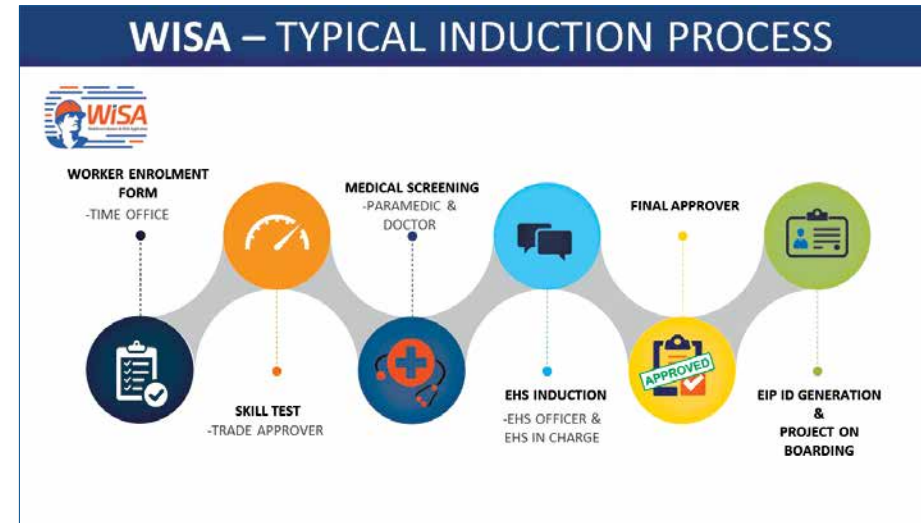 WISA – TYPICAL INDUCTION PROCESS
WiSA
WORKER ENROLMENT
FORM
-TIME OFFICE
SKILL TEST
-TRADE APPROVER
MEDICAL SCREENING
-PARAMEDIC &
DOCTOR
EHS INDUCTION
-EHS OFFICER &
EHS IN CHARGE
FINAL APPROVER
APPROVED
EIP ID GENERATION
&
PROJECT ON
BOARDING